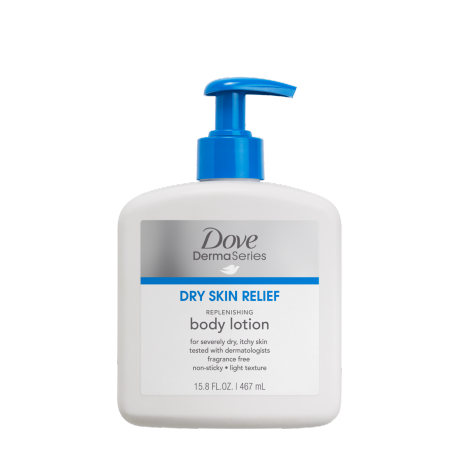 Dove
DermaSeries
DRY SKIN RELIEF
REPLENISHING
body lotion
for severely dry, itchy skin
tested with dermatologists
fragrance free
non-sticky • light texture
15.8 FL.OZ. | 467 mL